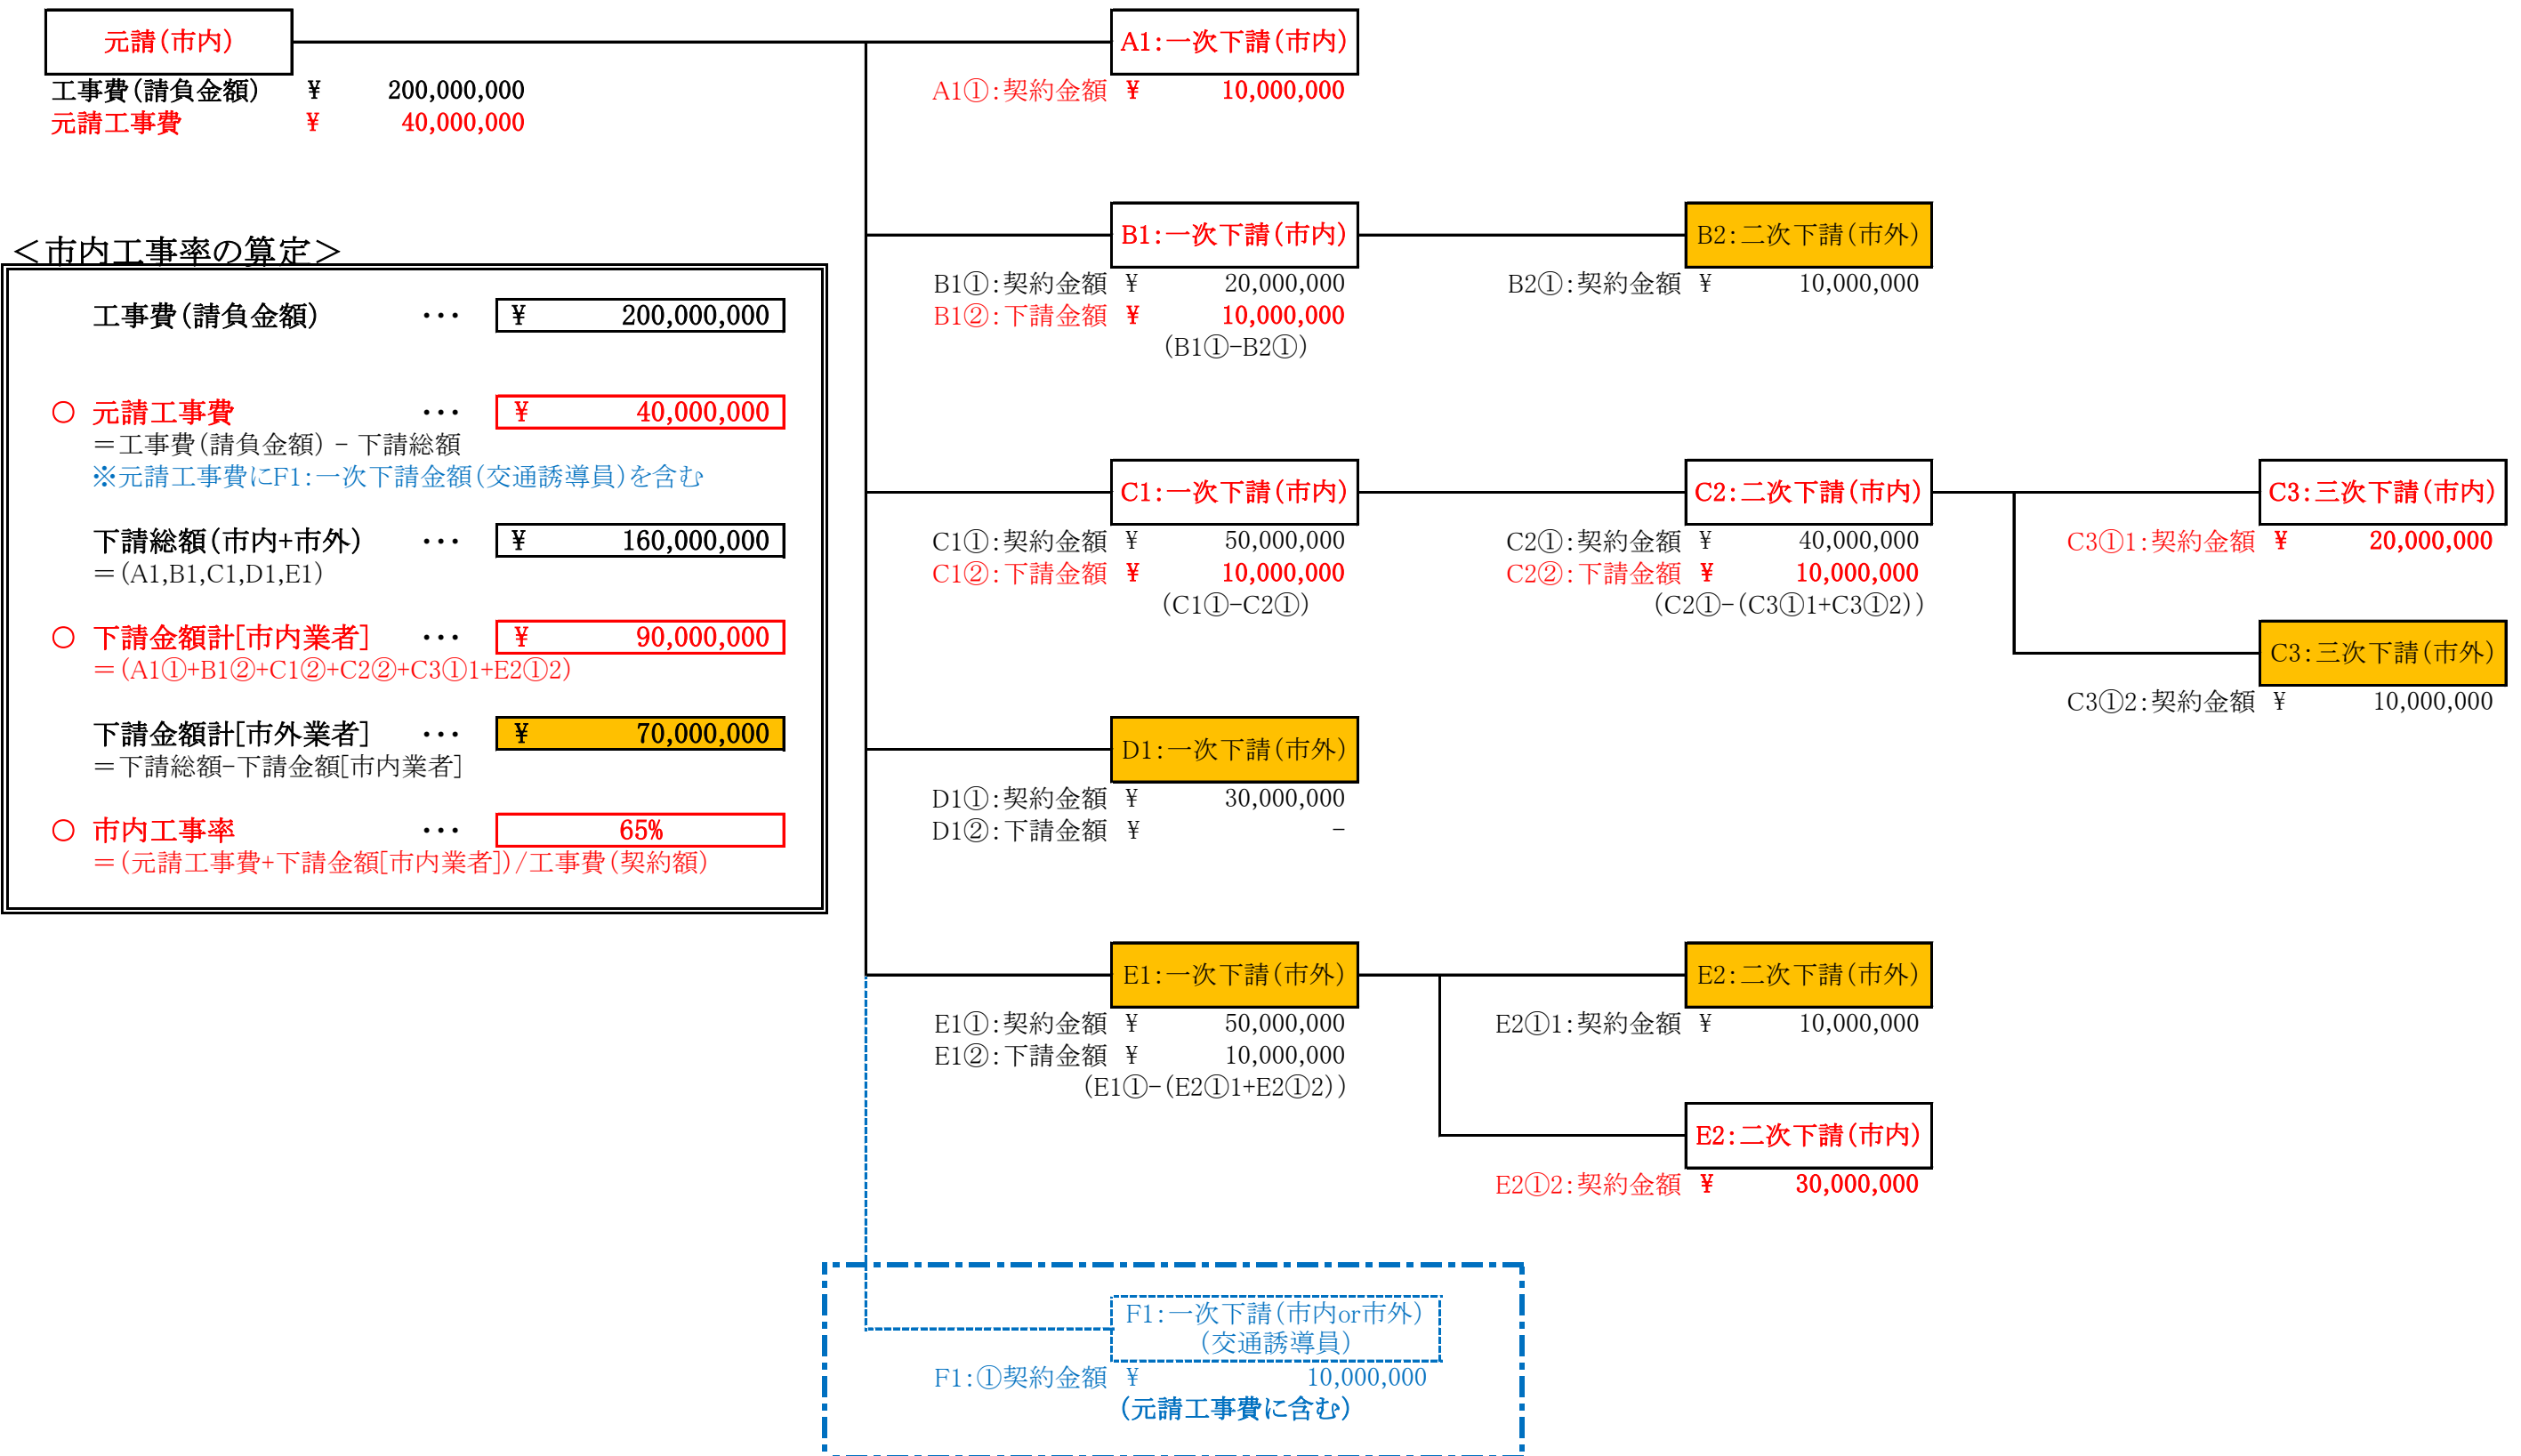 元請(市内)
工事費(請負金額) ¥ 200,000,000
元請工事費 ¥ 40,000,000
A1:一次下請(市内)
A1①:契約金額 ¥ 10,000,000
B1:一次下請(市内)
B1①:契約金額 ¥ 20,000,000
B1②:下請金額 ¥ 10,000,000
(B1①-B2①)
B2:二次下請(市外)
B2①:契約金額 ¥ 10,000,000
<市内工事率の算定>
工事費(請負金額) ・・・ ¥ 200,000,000
○ 元請工事費 ・・・ ¥ 40,000,000
=工事費(請負金額) - 下請総額
※元請工事費にF1:一次下請金額(交通誘導員)を含む
下請総額(市内+市外) ・・・ ¥ 160,000,000
=(A1,B1,C1,D1,E1)
○ 下請金額計[市内業者] ・・・ ¥ 90,000,000
=(A1①+B1②+C1②+C2②+C3①1+E2①2)
下請金額計[市外業者] ・・・ ¥ 70,000,000
=下請総額-下請金額[市内業者]
○ 市内工事率 ・・・ 65%
=(元請工事費+下請金額[市内業者])/工事費(契約額)
C1:一次下請(市内)
C1①:契約金額 ¥ 50,000,000
C1②:下請金額 ¥ 10,000,000
(C1①-C2①)
C2:二次下請(市内)
C2①:契約金額 ¥ 40,000,000
C2②:下請金額 ¥ 10,000,000
(C2①-(C3①1+C3①2))
C3:三次下請(市内)
C3①1:契約金額 ¥ 20,000,000
C3:三次下請(市外)
C3①2:契約金額 ¥ 10,000,000
D1:一次下請(市外)
D1①:契約金額 ¥ 30,000,000
D1②:下請金額 ¥ -
E1:一次下請(市外)
E1①:契約金額 ¥ 50,000,000
E1②:下請金額 ¥ 10,000,000
(E1①-(E2①1+E2①2))
E2:二次下請(市外)
E2①1:契約金額 ¥ 10,000,000
E2:二次下請(市内)
E2①2:契約金額 ¥ 30,000,000
F1:一次下請(市内or市外)
(交通誘導員)
F1:①契約金額 ¥ 10,000,000
(元請工事費に含む)